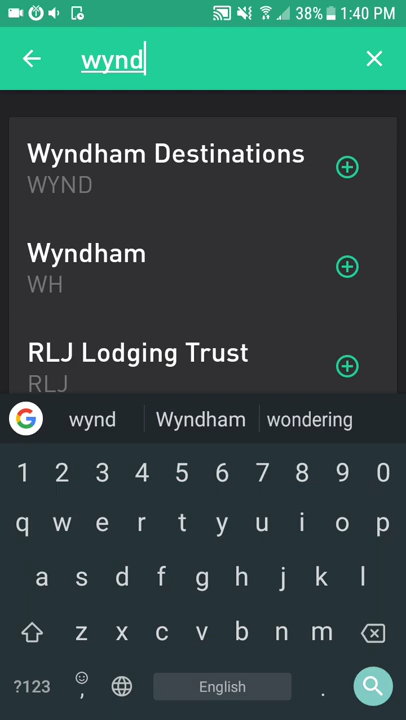 38% 1:40 PM
wynd
Wyndham Destinations
WYND
Wyndham
WH
RLJ Lodging Trust
RLJ
G wynd Wyndham wondering
1 2 3 4 5 6 7 8 9 0
q w e r t y u i o p
a s d f g h j k l
z x c v b n m
?123 , English .